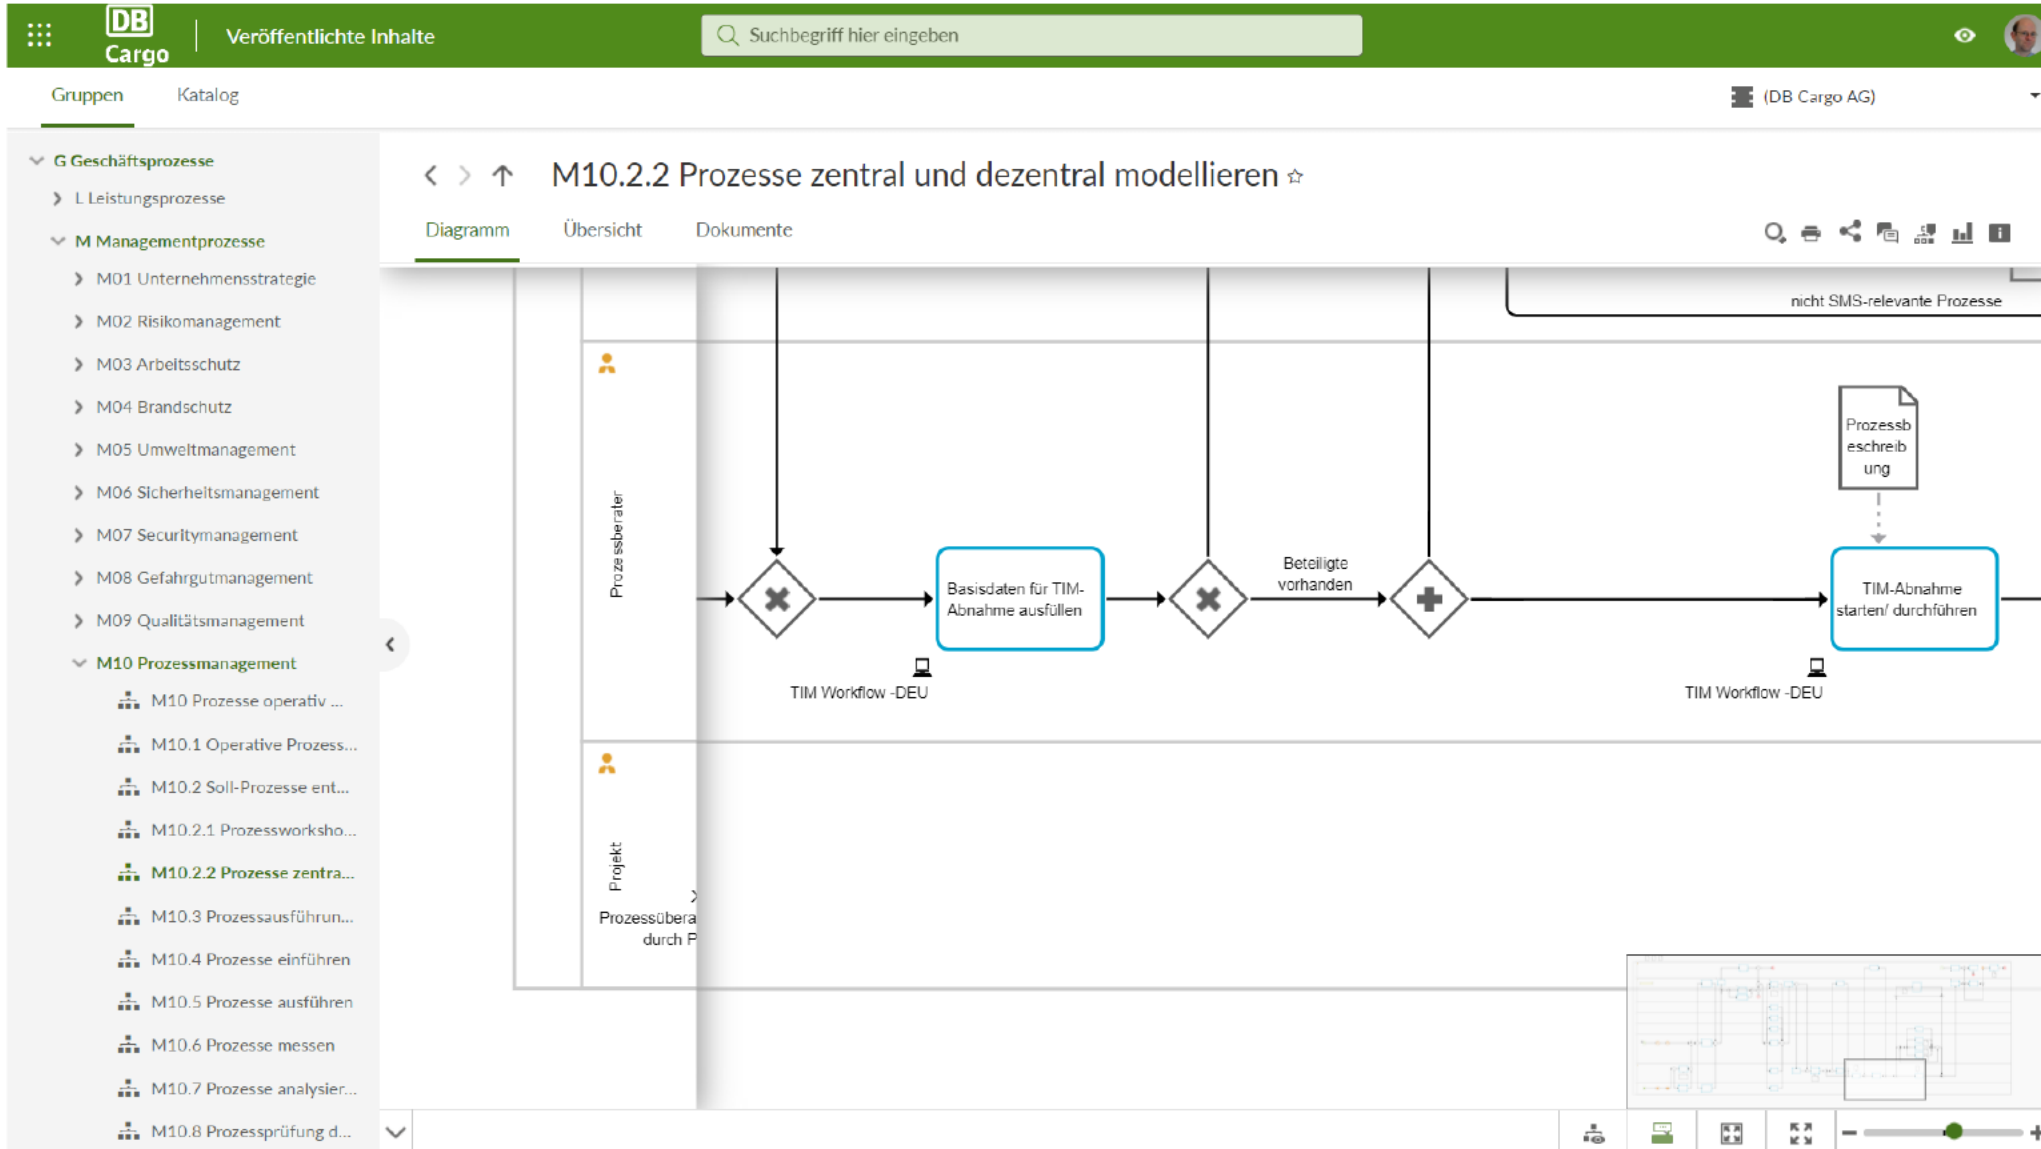 DB
Cargo
Veröffentlichte Inhalte
Suchbegriff hier eingeben
Gruppen
Katalog
(DB Cargo AG)
G Geschäftsprozesse
L Leistungsprozesse
M Managementprozesse
M01 Unternehmensstrategie
M02 Risikomanagement
M03 Arbeitsschutz
M04 Brandschutz
M05 Umweltmanagement
M06 Sicherheitsmanagement
M07 Securitymanagement
M08 Gefahrgutmanagement
M09 Qualitätsmanagement
M10 Prozessmanagement
M10 Prozesse operativ ...
M10.1 Operative Prozess...
M10.2 Soll-Prozesse ent...
M10.2.1 Prozessworksho...
M10.2.2 Prozesse zentra...
M10.3 Prozessausführun...
M10.4 Prozesse einführen
M10.5 Prozesse ausführen
M10.6 Prozesse messen
M10.7 Prozesse analysier...
M10.8 Prozessprüfung d...
M10.2.2 Prozesse zentral und dezentral modellieren
Diagramm
Übersicht
Dokumente
nicht SMS-relevante Prozesse
Prozessberater
Basisdaten für TIM-
Abnahme ausfüllen
TIM Workflow -DEU
Beteiligte
vorhanden
Prozessb
eschreib
ung
TIM-Abnahme
starten/ durchführen
TIM Workflow -DEU
Projekt
Prozessübera
durch P